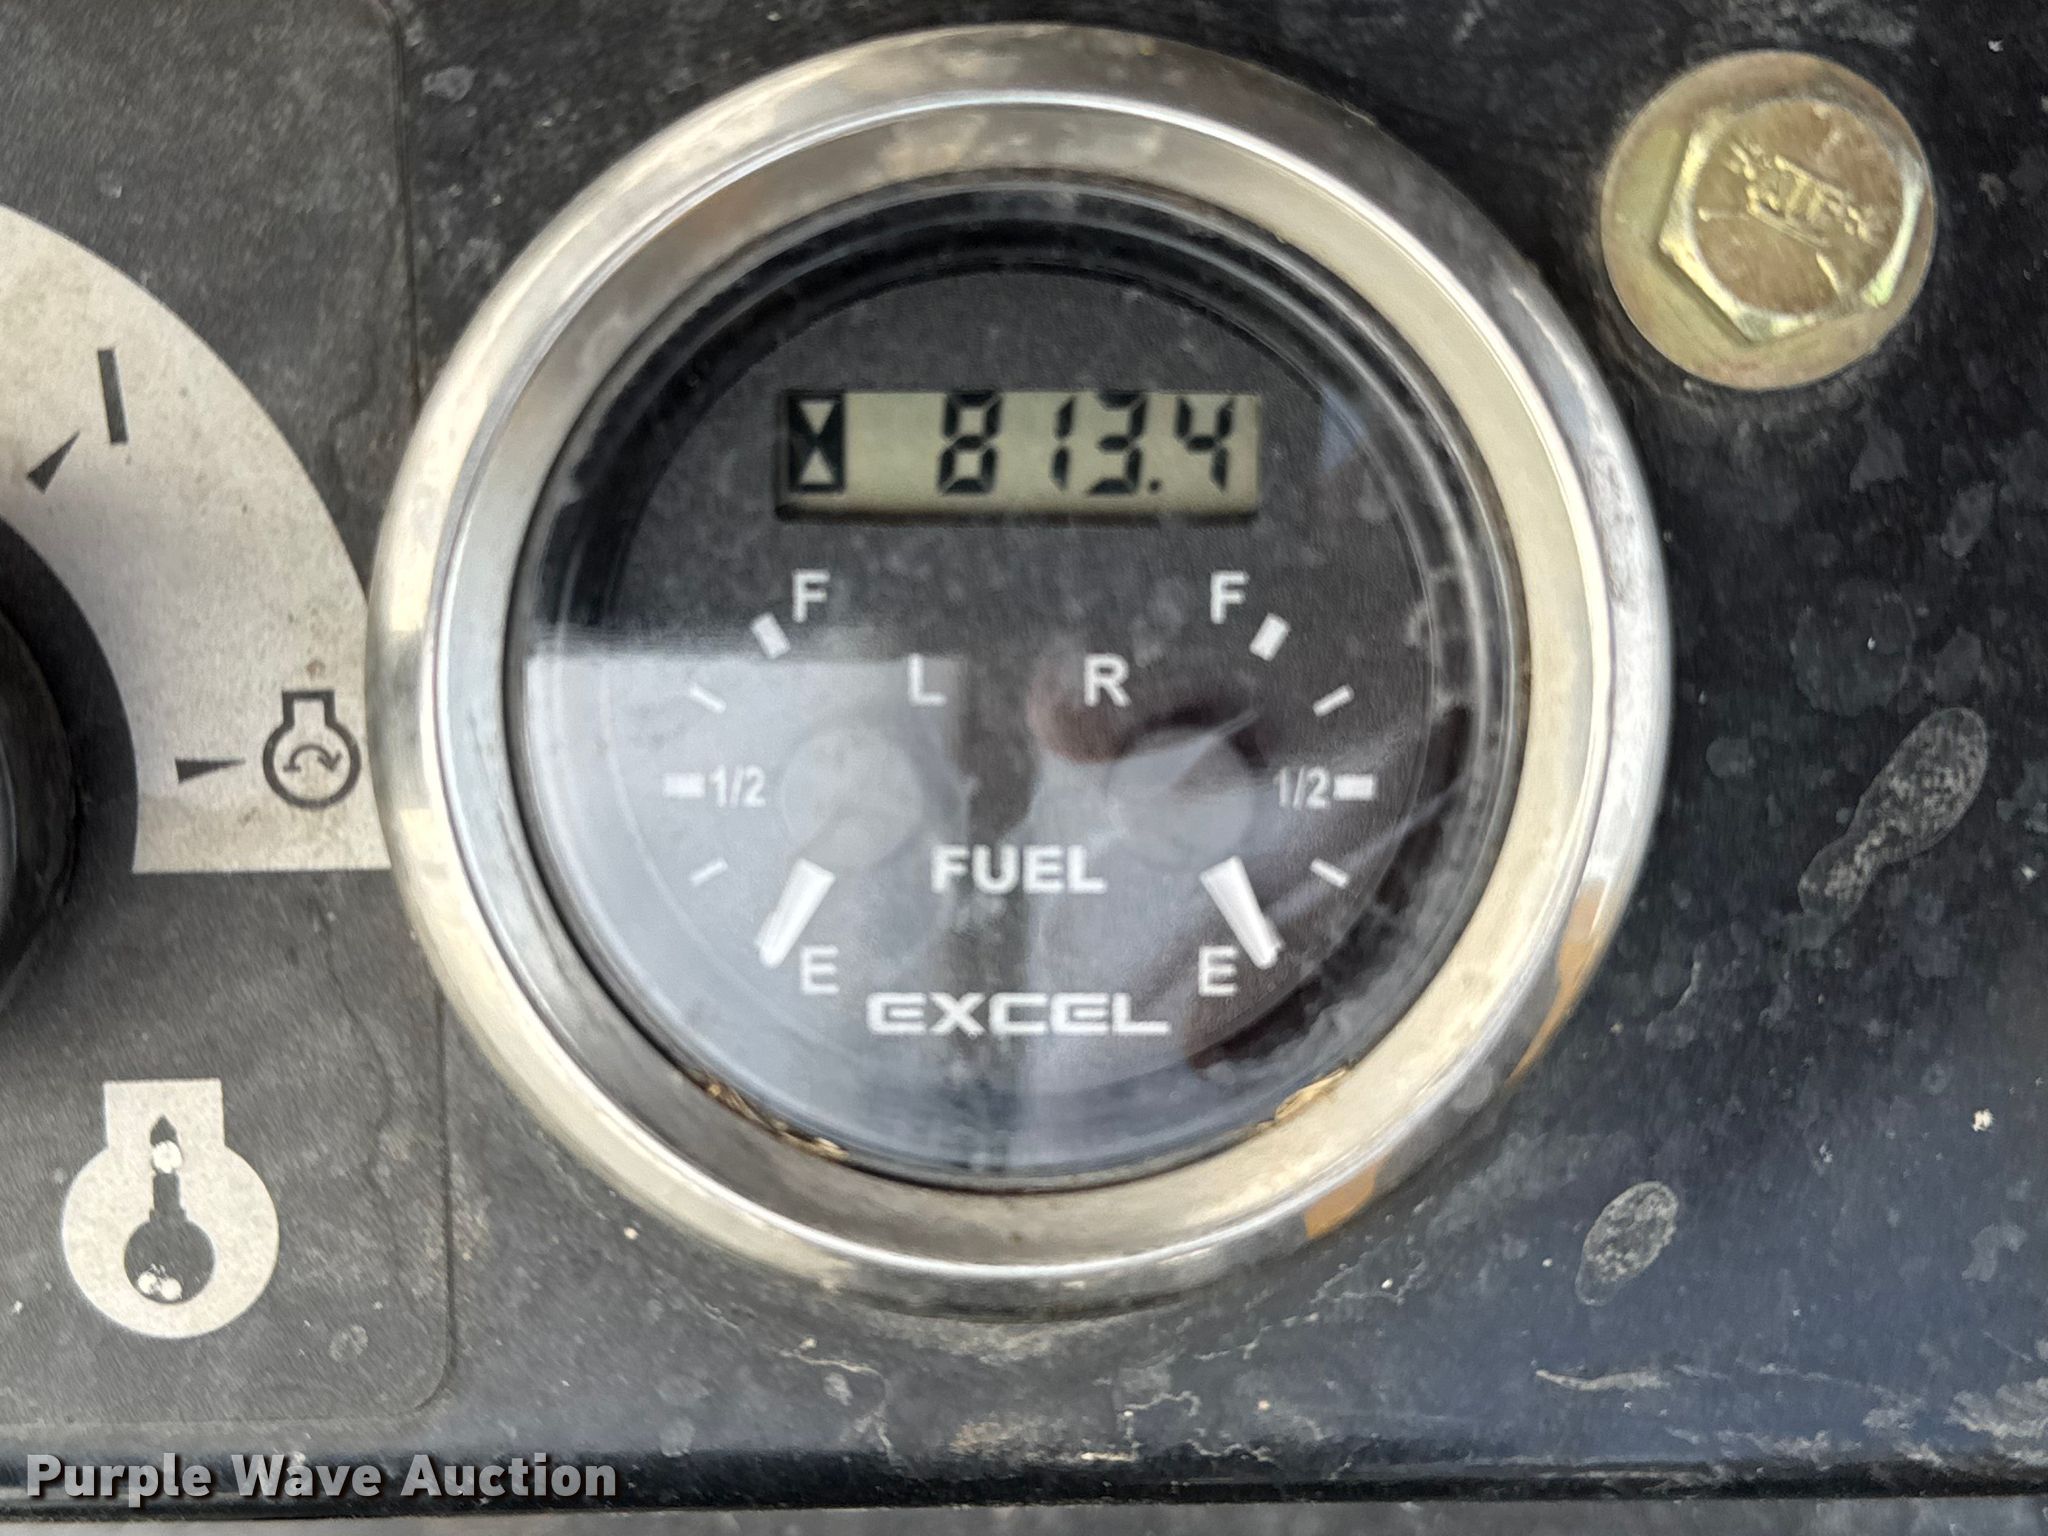 813.4
F F
L R
1/2 1/2
FUEL
E E
EXCEL
Purple Wave Auction